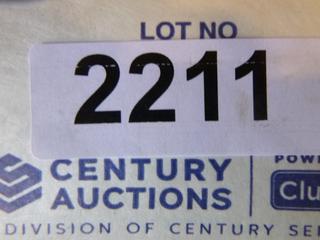 LOT NO
2211
CENTURY
AUCTIONS
DIVISION OF CENTURY